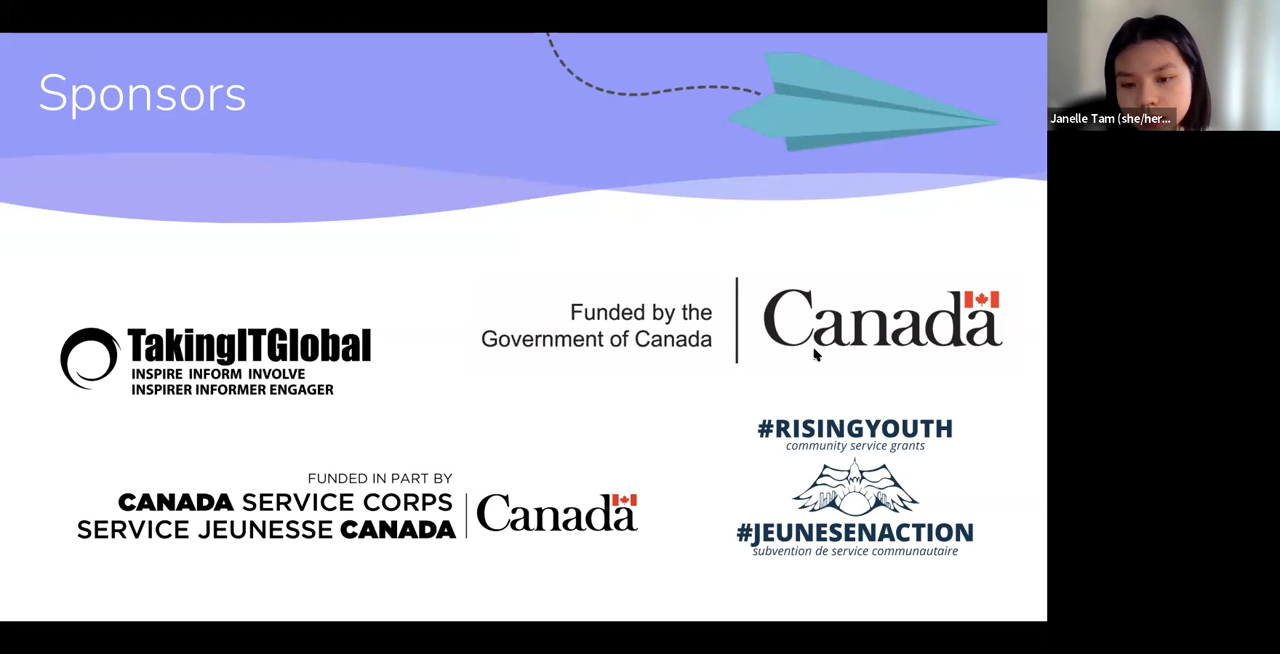 Sponsors
Janelle Tam (she/her...
Funded by the
Government of Canada
Canada
TakingITGlobal
INSPIRE INFORM INVOLVE
INSPIRER INFORMER ENGAGER
#RISINGYOUTH
community service grants
FUNDED IN PART BY
CANADA SERVICE CORPS
SERVICE JEUNESSE CANADA
Canada
#JEUNESENACTION
subvention de service communautaire